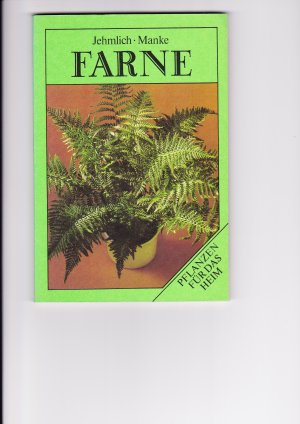 Jehmlich · Manke
FARNE
PFLANZEN
FÜR DAS
HEIM